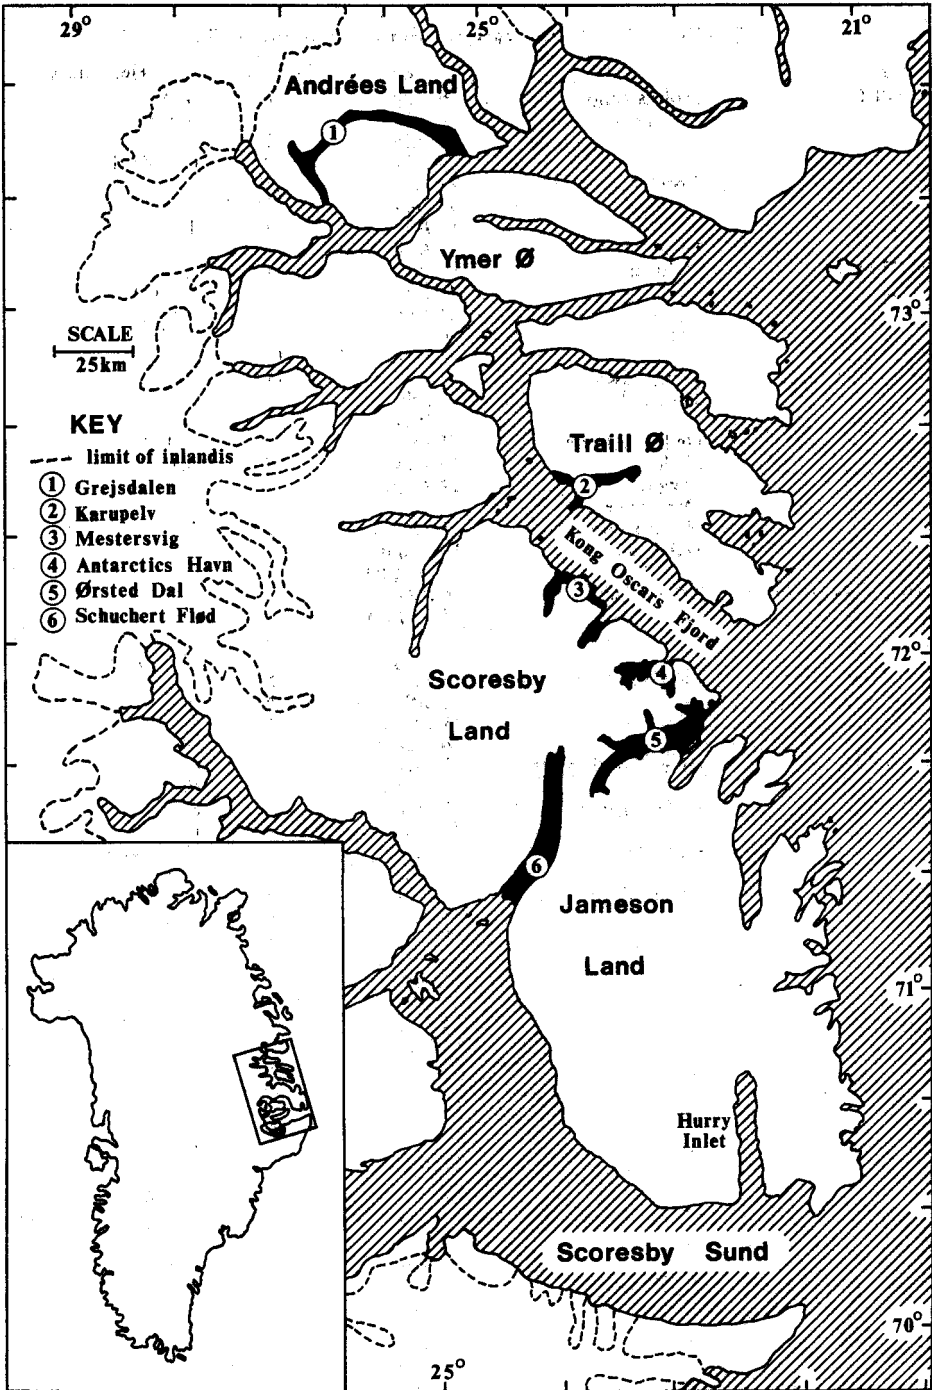 29°
25°
21°
Andrées Land
1
Ymer Ø
73°
SCALE
25km
KEY
limit of inlandis
1 Grejsdalen
2 Karupelv
3 Mestersvig
4 Antarctics Havn
5 Ørsted Dal
6 Schuchert Flød
Traill Ø
2
Kong Oscars Fjord
3
72°
4
Scoresby
Land
5
6
Jameson
Land
71°
Hurry
Inlet
Scoresby Sund
70°
25°